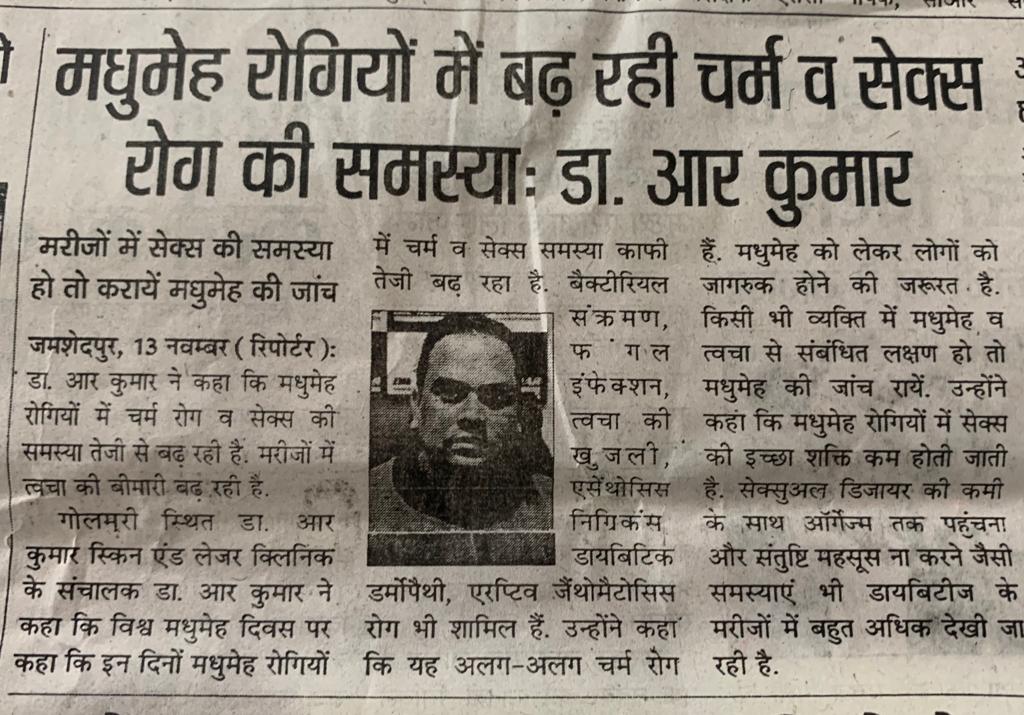 मधुमेह रोगियों में बढ़ रही चर्म व सेक्स
रोग की समस्या: डा. आर कुमार
मरीजों में सेक्स की समस्या
हो तो करायें मधुमेह की जांच
जमशेदपुर, 13 नवम्बर ( रिपोर्टर ):
डा. आर कुमार ने कहा कि मधुमेह
रोगियों में चर्म रोग व सेक्स की
समस्या तेजी से बढ़ रही हैं. मरीजों में
त्वचा की बीमारी बढ़ रही है.
गोलमुरी स्थित डा. आर
कुमार स्किन एंड लेजर क्लिनिक
के संचालक डा. आर कुमार ने
कहा कि विश्व मधुमेह दिवस पर
कहा कि इन दिनों मधुमेह रोगियों
में चर्म व सेक्स समस्या काफी
तेजी बढ़ रहा है. बैक्टीरियल
संक्रमण,
फंगल
इंफेक्शन,
त्वचा की
खुजली,
एसेंथोसिस
निग्रिकंस
डायबिटिक
डर्मोपैथी, एरप्टिव जैंथोमैटोसिस
रोग भी शामिल हैं. उन्होंने कहा
कि यह अलग-अलग चर्म रोग
हैं. मधुमेह को लेकर लोगों को
जागरुक होने की जरूरत है.
किसी भी व्यक्ति में मधुमेह व
त्वचा से संबंधित लक्षण हो तो
मधुमेह की जांच रायें. उन्होंने
कहा कि मधुमेह रोगियों में सेक्स
की इच्छा शक्ति कम होती जाती
है. सेक्सुअल डिजायर की कमी
के साथ ऑर्गेज्म तक पहुंचना
और संतुष्टि महसूस ना करने जैसी
समस्याएं भी डायबिटीज के
मरीजों में बहुत अधिक देखी जा
रही है.